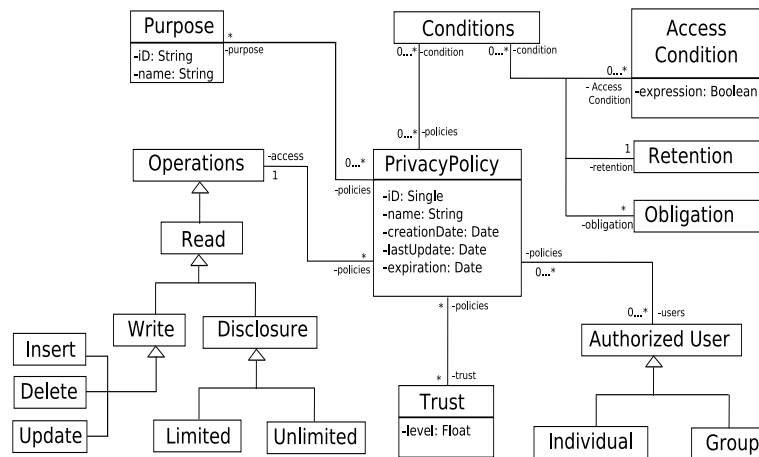 Purpose
-iD: String
-name: String
*
-purpose
Conditions
0...*
-condition
0...*
-condition
Access
Condition
-expression: Boolean
0...*
- Access
Condition
1
-retention
Retention
*
-obligation
Obligation
Operations
-access
1
0...*
-policies
0...*
-policies
PrivacyPolicy
-iD: Single
-name: String
-creationDate: Date
-lastUpdate: Date
-expiration: Date
*
-policies
-policies
0...*
Read
Write
Disclosure
Insert
Delete
Update
Limited
Unlimited
*
-policies
*
-trust
Trust
-level: Float
0...*
-users
Authorized User
Individual
Group